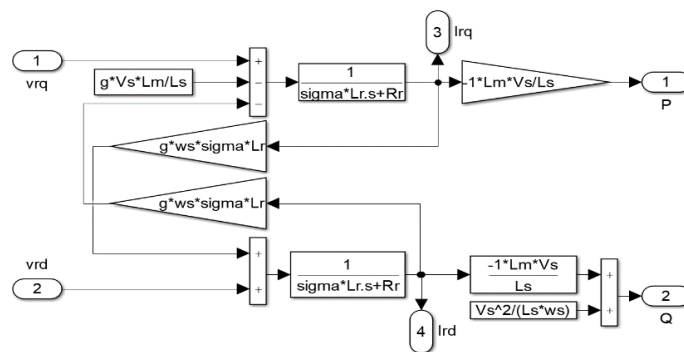 3
Irq
1
vrq
+
g*Vs*Lm/Ls
−
−
1
sigma*Lr.s+Rr
-1*Lm*Vs/Ls
1
P
g*ws*sigma*Lr
g*ws*sigma*Lr
vrd
2
+
+
1
sigma*Lr.s+Rr
-1*Lm*Vs
Ls
+
Vs^2/(Ls*ws)
+
2
Q
4
Ird